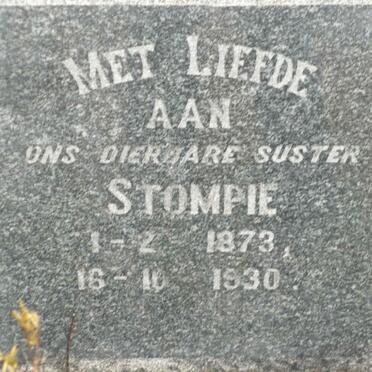 MET LIEFDE
AAN
ONS DIERBARE SUSTER
STOMPIE
1-2 1873,
16-10 1930.